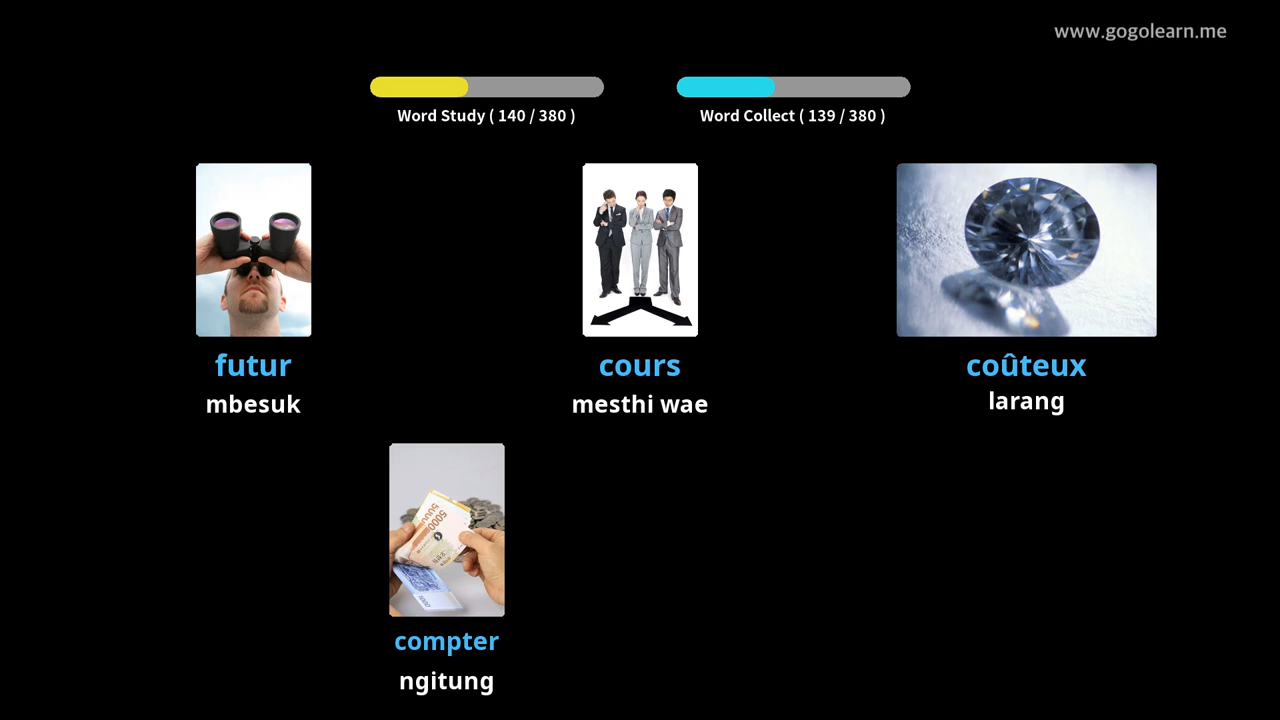 www.gogolearn.me
Word Study ( 140 / 380 )
Word Collect ( 139 / 380 )
futur
mbesuk
cours
mesthi wae
coûteux
larang
5000
compter
ngitung